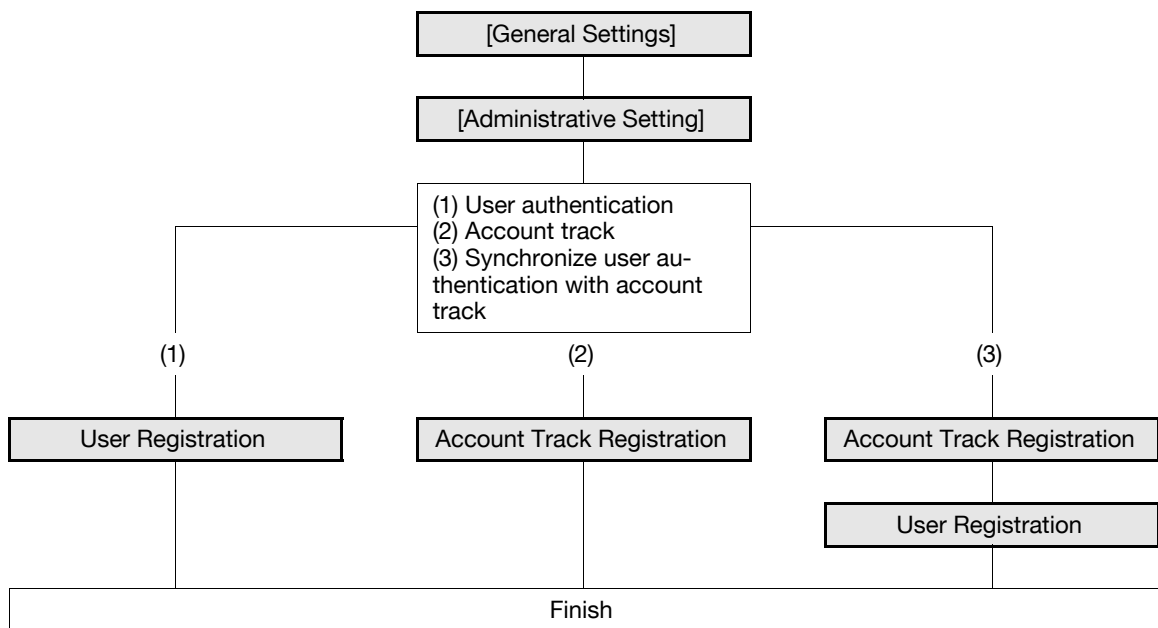 [General Settings]
[Administrative Setting]
(1) User authentication
(2) Account track
(3) Synchronize user au-
thentication with account
track
(1)
(2)
(3)
User Registration
Account Track Registration
Account Track Registration
User Registration
Finish